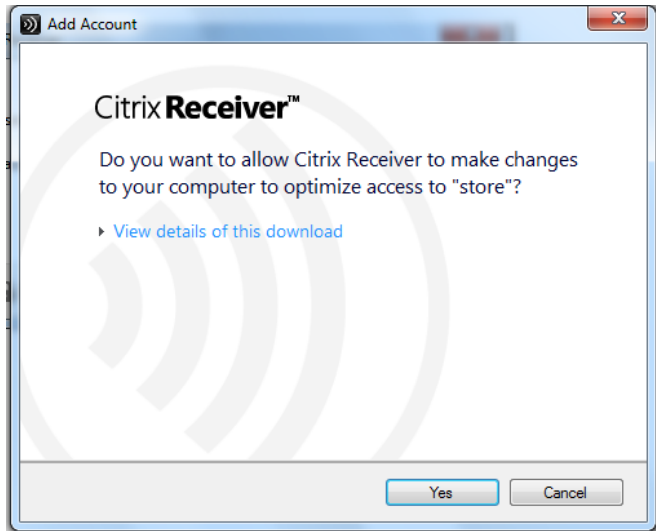 Add Account
Citrix Receiver™
Do you want to allow Citrix Receiver to make changes
to your computer to optimize access to "store"?
View details of this download
Yes
Cancel